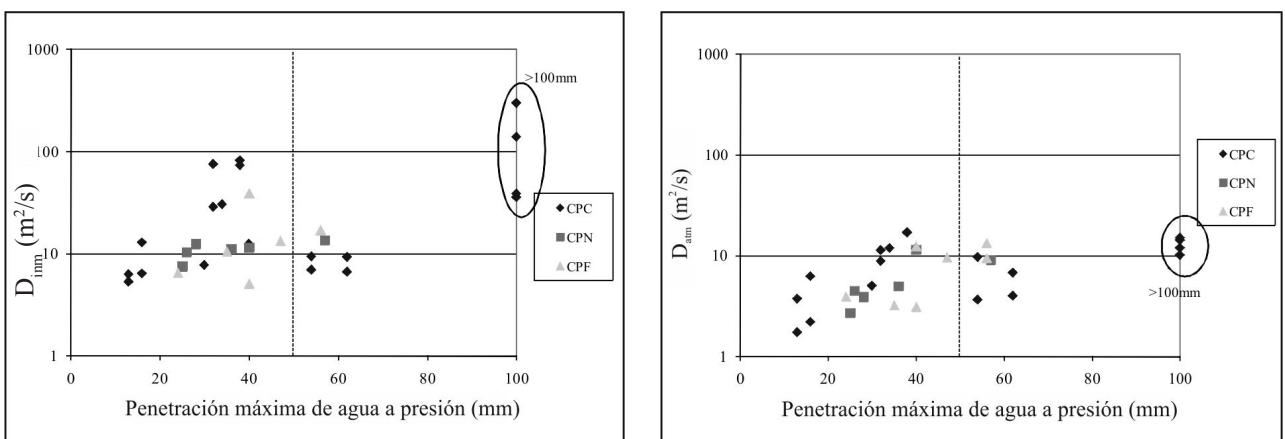 1000
100
10
1
D inm (m²/s)
0
20
40
60
80
100
Penetración máxima de agua a presión (mm)
>100mm
CPC
CPN
CPF
1000
100
10
1
D atm (m²/s)
0
20
40
60
80
100
Penetración máxima de agua a presión (mm)
>100mm
CPC
CPN
CPF